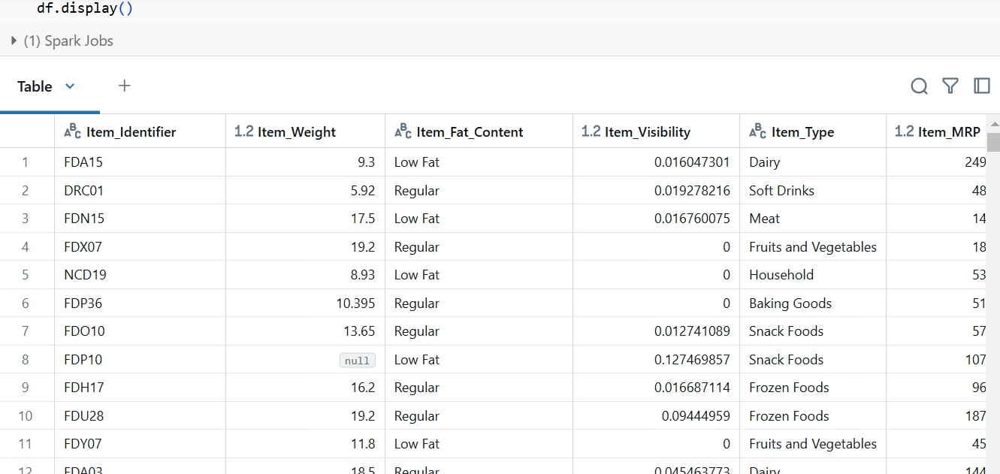 df.display()
(1) Spark Jobs
Table
Item_Identifier 1.2 Item_Weight Item_Fat_Content 1.2 Item_Visibility Item_Type 1.2 Item_MRP
1 FDA15 9.3 Low Fat 0.016047301 Dairy 249
2 DRC01 5.92 Regular 0.019278216 Soft Drinks 48
3 FDN15 17.5 Low Fat 0.016760075 Meat 14
4 FDX07 19.2 Regular 0 Fruits and Vegetables 18
5 NCD19 8.93 Low Fat 0 Household 53
6 FDP36 10.395 Regular 0 Baking Goods 51
7 FDO10 13.65 Regular 0.012741089 Snack Foods 57
8 FDP10 null Low Fat 0.127469857 Snack Foods 107
9 FDH17 16.2 Regular 0.016687114 Frozen Foods 96
10 FDU28 19.2 Regular 0.09444959 Frozen Foods 187
11 FDY07 11.8 Low Fat 0 Fruits and Vegetables 45
12 FDA03 18.5 Regular 0.045463773 Dairy 144